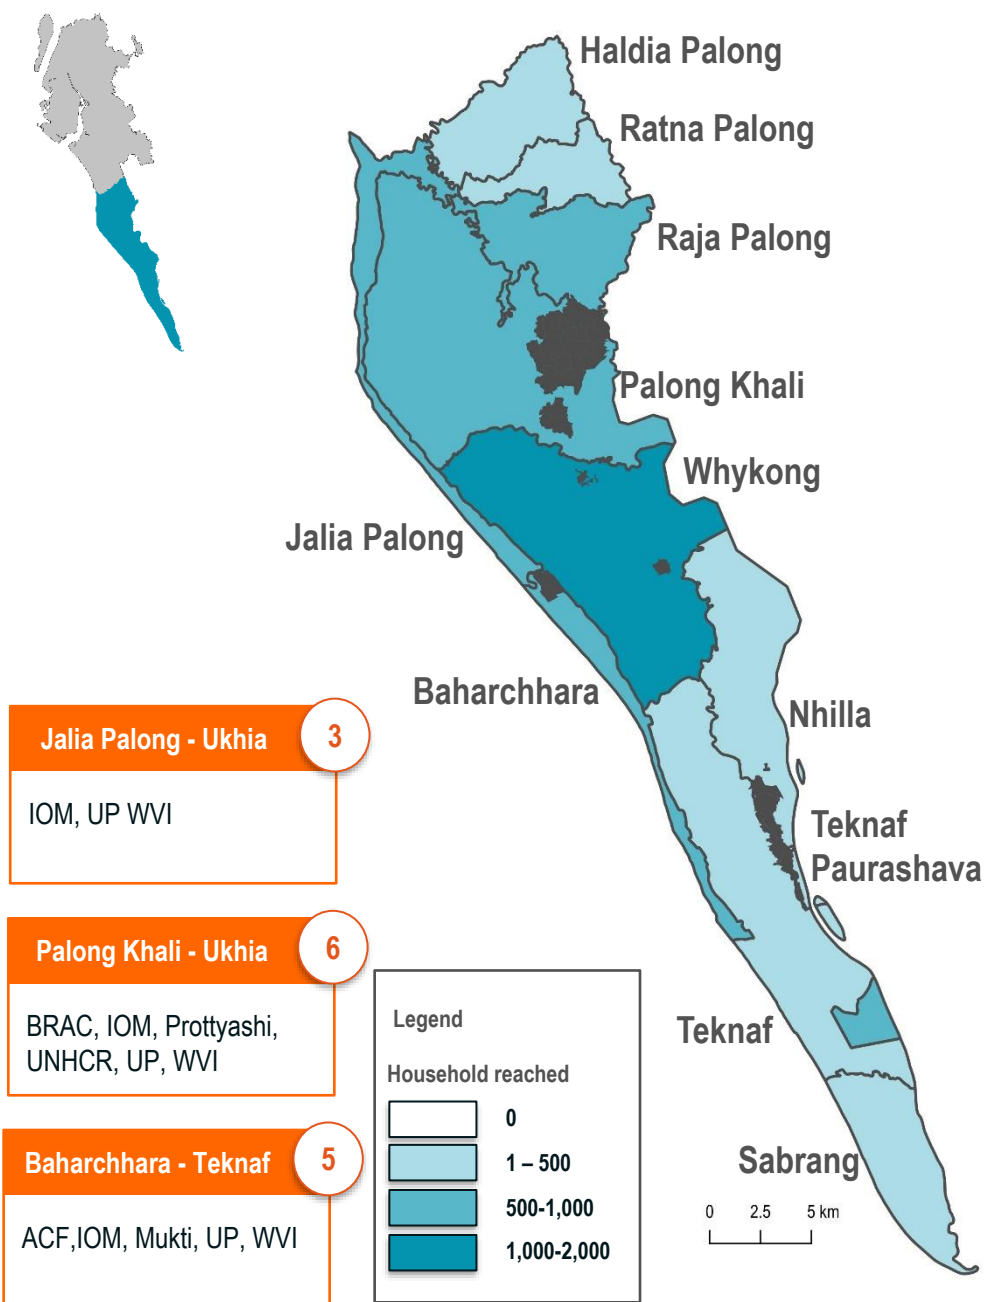 Haldia Palong
Ratna Palong
Raja Palong
Palong Khali
Whykong
Jalia Palong
Baharchhara
Nhilla
Teknaf
Paurashava
Teknaf
Sabrang
0 2.5 5 km
Jalia Palong - Ukhia 3
IOM, UP WVI
Palong Khali - Ukhia 6
BRAC, IOM, Prottyashi,
UNHCR, UP, WVI
Baharchhara - Teknaf 5
ACF,IOM, Mukti, UP, WVI
Legend
Household reached
0
1 – 500
500-1,000
1,000-2,000